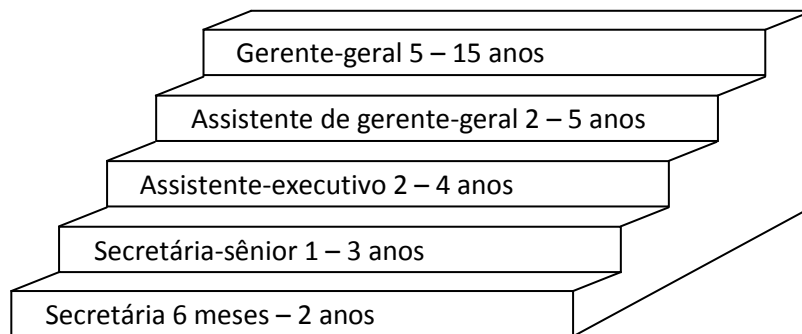 Gerente-geral 5 – 15 anos
Assistente de gerente-geral 2 – 5 anos
Assistente-executivo 2 – 4 anos
Secretária-sênior 1 – 3 anos
Secretária 6 meses – 2 anos